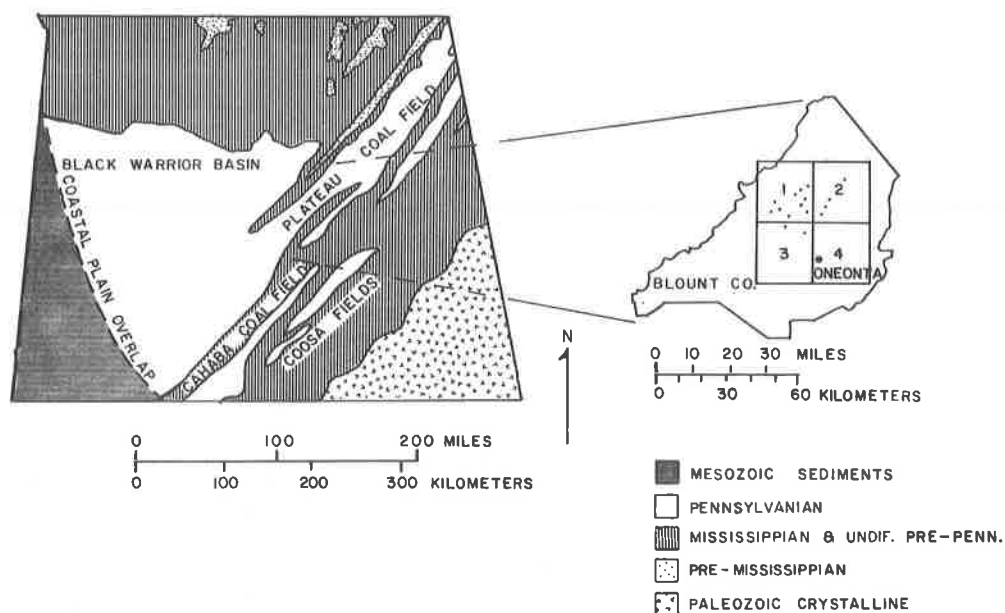 BLACK WARRIOR BASIN
COASTAL PLAIN OVERLAP
PLATEAU COAL FIELD
CAHABA COAL FIELD
COOSA FIELDS
0 100 200 MILES
0 100 200 300 KILOMETERS
N
1 2
3 4
ONEONTA
BLOUNT CO.
0 10 20 30 MILES
0 30 60 KILOMETERS
MESOZOIC SEDIMENTS
PENNSYLVANIAN
MISSISSIPPIAN & UNDIF. PRE-PENN.
PRE-MISSISSIPPIAN
PALEOZOIC CRYSTALLINE